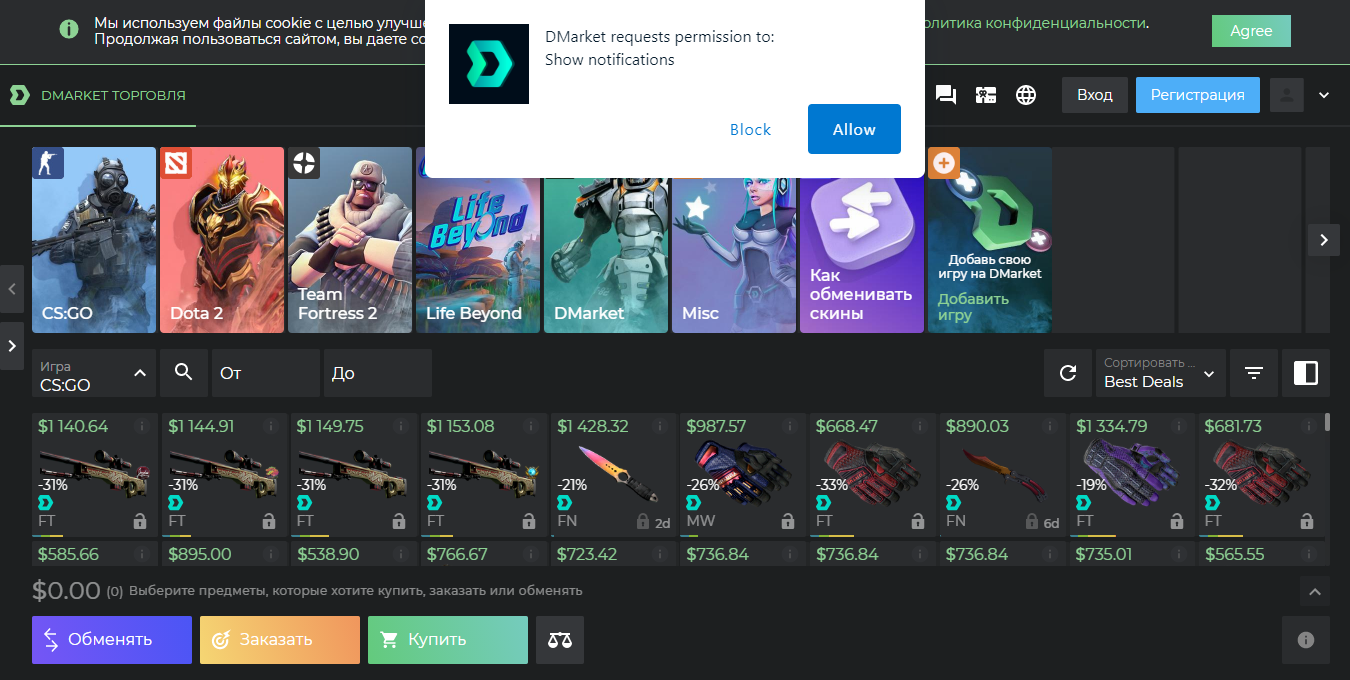 Мы используем файлы cookie с целью
Продолжая пользоваться сайтом, вы даете
политика конфиденциальности.
Agree
DMarket requests permission to:
Show notifications
Block
Allow
DMARKET ТОРГОВЛЯ
Вход
Регистрация
CS:GO
Dota 2
Team
Fortress 2
Life
Beyond
Life Beyond
DMarket
Misc
Как
обменивать
скины
Добавь свою
игру на DMarket
Добавить
игру
Игра
CS:GO
От
До
Сортировать ...
Best Deals
$1 140.64
-31%
FT
$1 144.91
-31%
FT
$1 149.75
-31%
FT
$1 153.08
-31%
FT
$1 428.32
-21%
FN
2d
$987.57
-26%
MW
$668.47
-33%
FT
$890.03
-26%
FN
6d
$1 334.79
-19%
FT
$681.73
-32%
FT
$585.66
$895.00
$538.90
$766.67
$723.42
$736.84
$736.84
$736.84
$735.01
$565.55
$0.00 (0) Выберите предметы, которые хотите купить, заказать или обменять
Обменять
Заказать
Купить